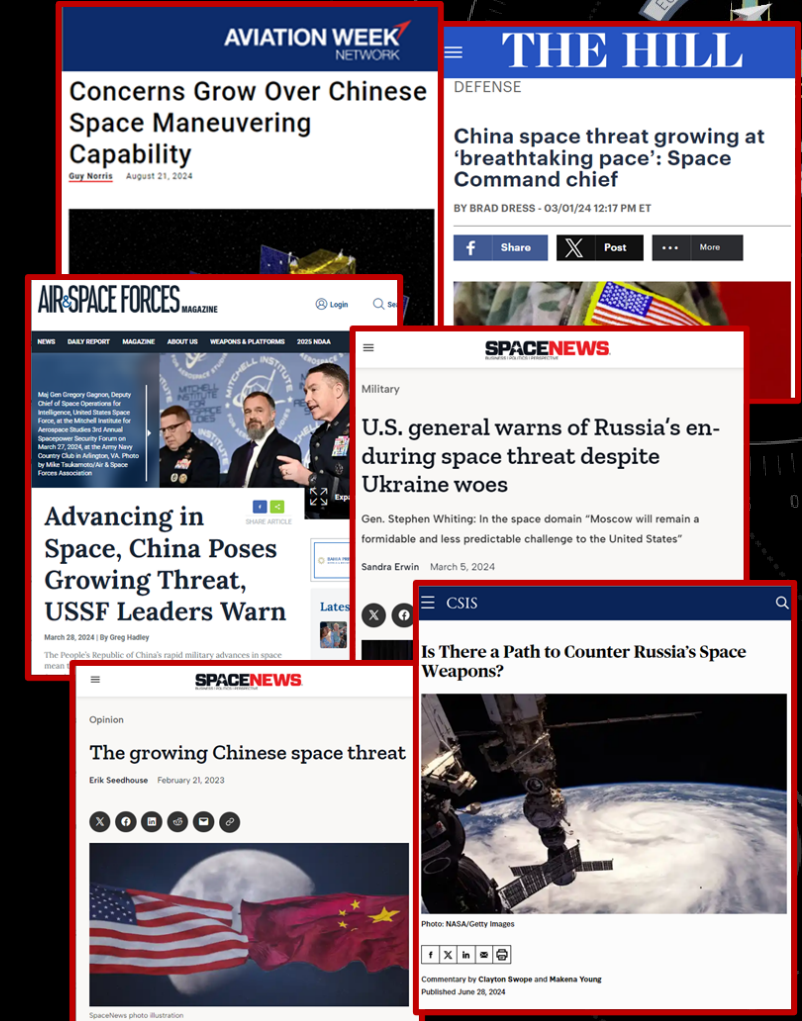 AVIATION WEEK
NETWORK
Concerns Grow Over Chinese
Space Maneuvering
Capability
Guy Norris August 21, 2024
THE HILL
DEFENSE
China space threat growing at
‘breathtaking pace’: Space
Command chief
BY BRAD DRESS - 03/01/24 12:17 PM ET
f Share
X Post
••• More
AIR & SPACE FORCES MAGAZINE
Login
NEWS DAILY REPORT MAGAZINE ABOUT US WEAPONS & PLATFORMS 2025 NDAA
Maj Gen Gregory Gagnon, Deputy
Chief of Space Operations for
Intelligence, United States Space
Force, at the Mitchell Institute for
Aerospace Studies 3rd Annual
Spacepower Security Forum on
March 27, 2024, at the Army Navy
Country Club in Arlington, VA. Photo
by Mike Tsukamoto/Air & Space
Forces Association
MITCHELL
INSTITUTE
SHARE ARTICLE
Advancing in
Space, China Poses
Growing Threat,
USSF Leaders Warn
March 28, 2024 | By Greg Hadley
The People's Republic of China's rapid military advances in space
mean
Lates
SPACENEWS
Military
U.S. general warns of Russia’s en-
during space threat despite
Ukraine woes
Gen. Stephen Whiting: In the space domain “Moscow will remain a
formidable and less predictable challenge to the United States”
Sandra Erwin March 5, 2024
SPACENEWS
Opinion
The growing Chinese space threat
Erik Seedhouse February 21, 2023
SpaceNews photo illustration
CSIS
Is There a Path to Counter Russia’s Space
Weapons?
Photo: NASA/Getty Images
Commentary by Clayton Swope and Makena Young
Published June 28, 2024